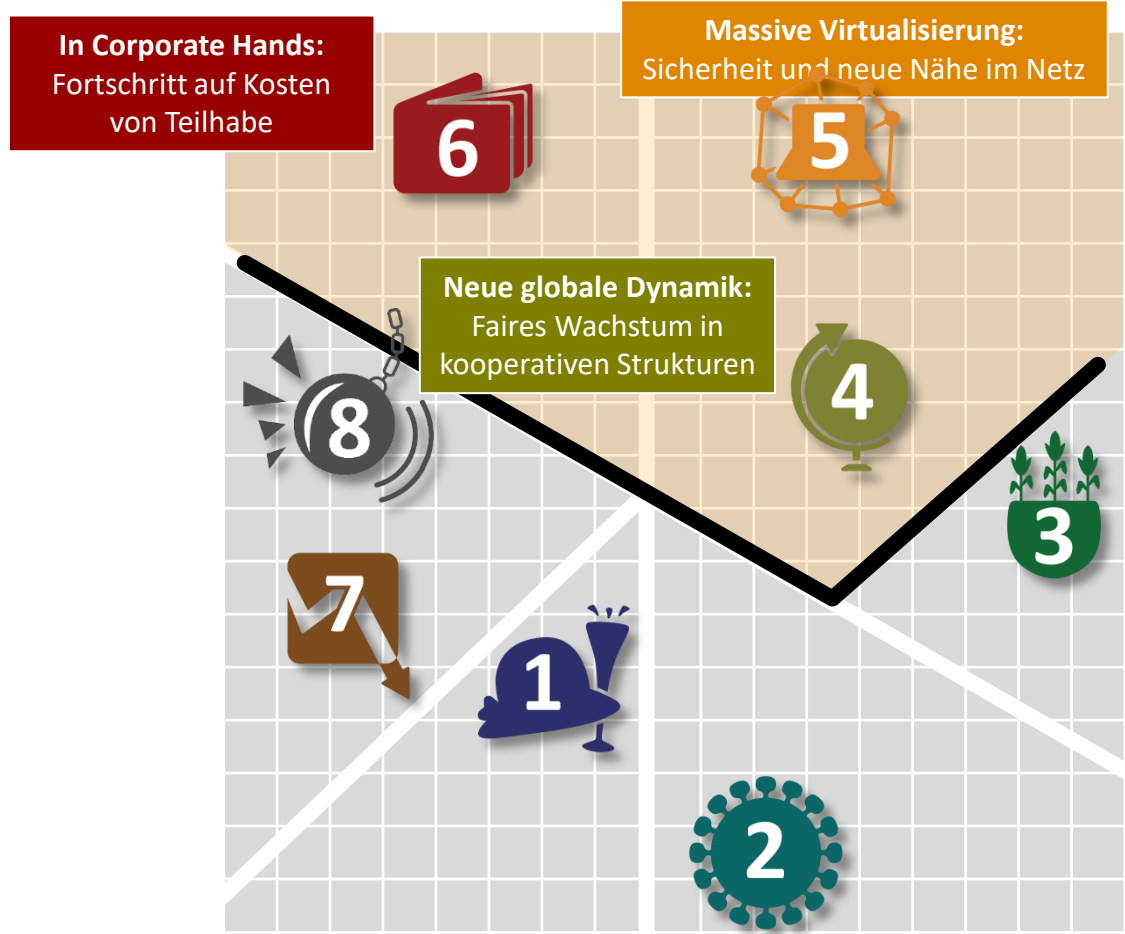 In Corporate Hands:
Fortschritt auf Kosten
von Teilhabe
Massive Virtualisierung:
Sicherheit und neue Nähe im Netz
6
5
Neue globale Dynamik:
Faires Wachstum in
kooperativen Strukturen
4
8
3
7
1
2